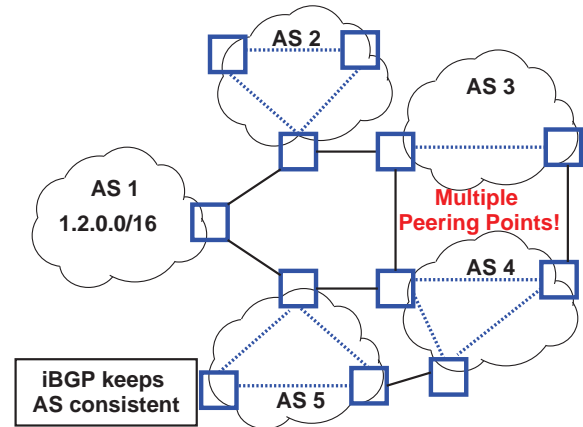 AS 2
AS 3
AS 1
1.2.0.0/16
Multiple
Peering Points!
AS 4
iBGP keeps
AS consistent
AS 5